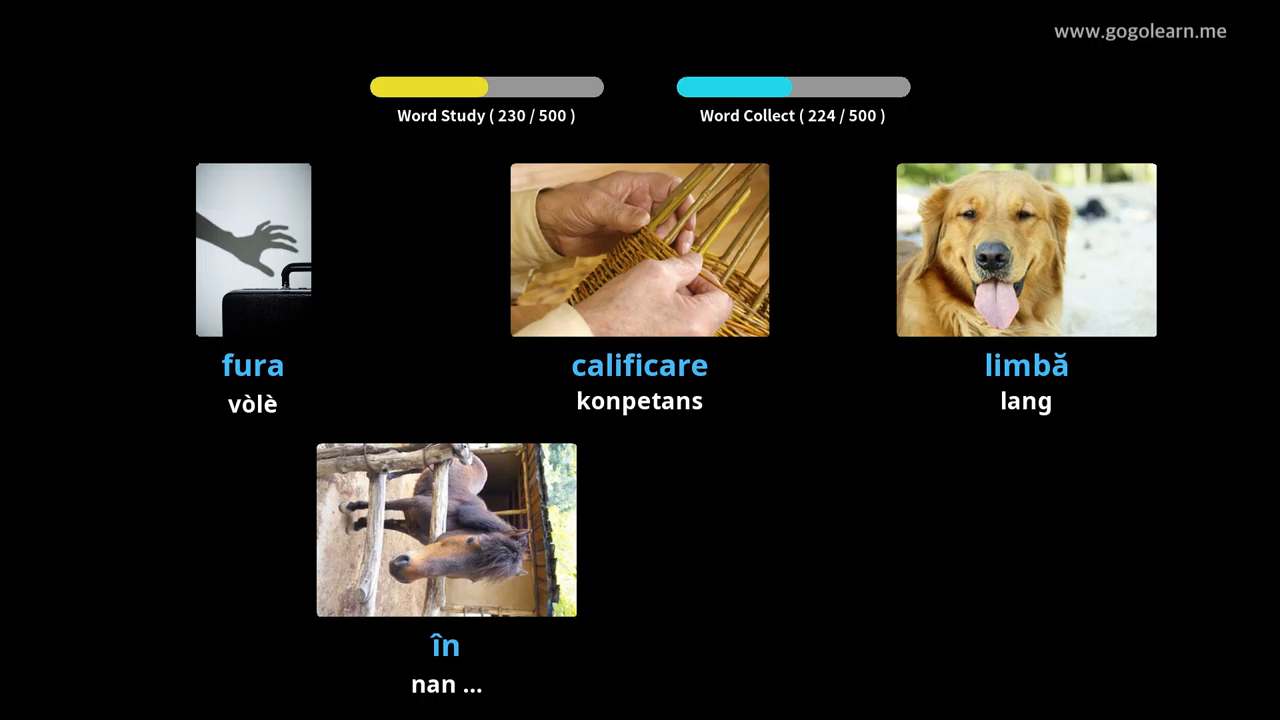 www.gogolearn.me
Word Study ( 230 / 500 )
Word Collect ( 224 / 500 )
fura
vòlè
calificare
konpetans
limbă
lang
în
nan ...